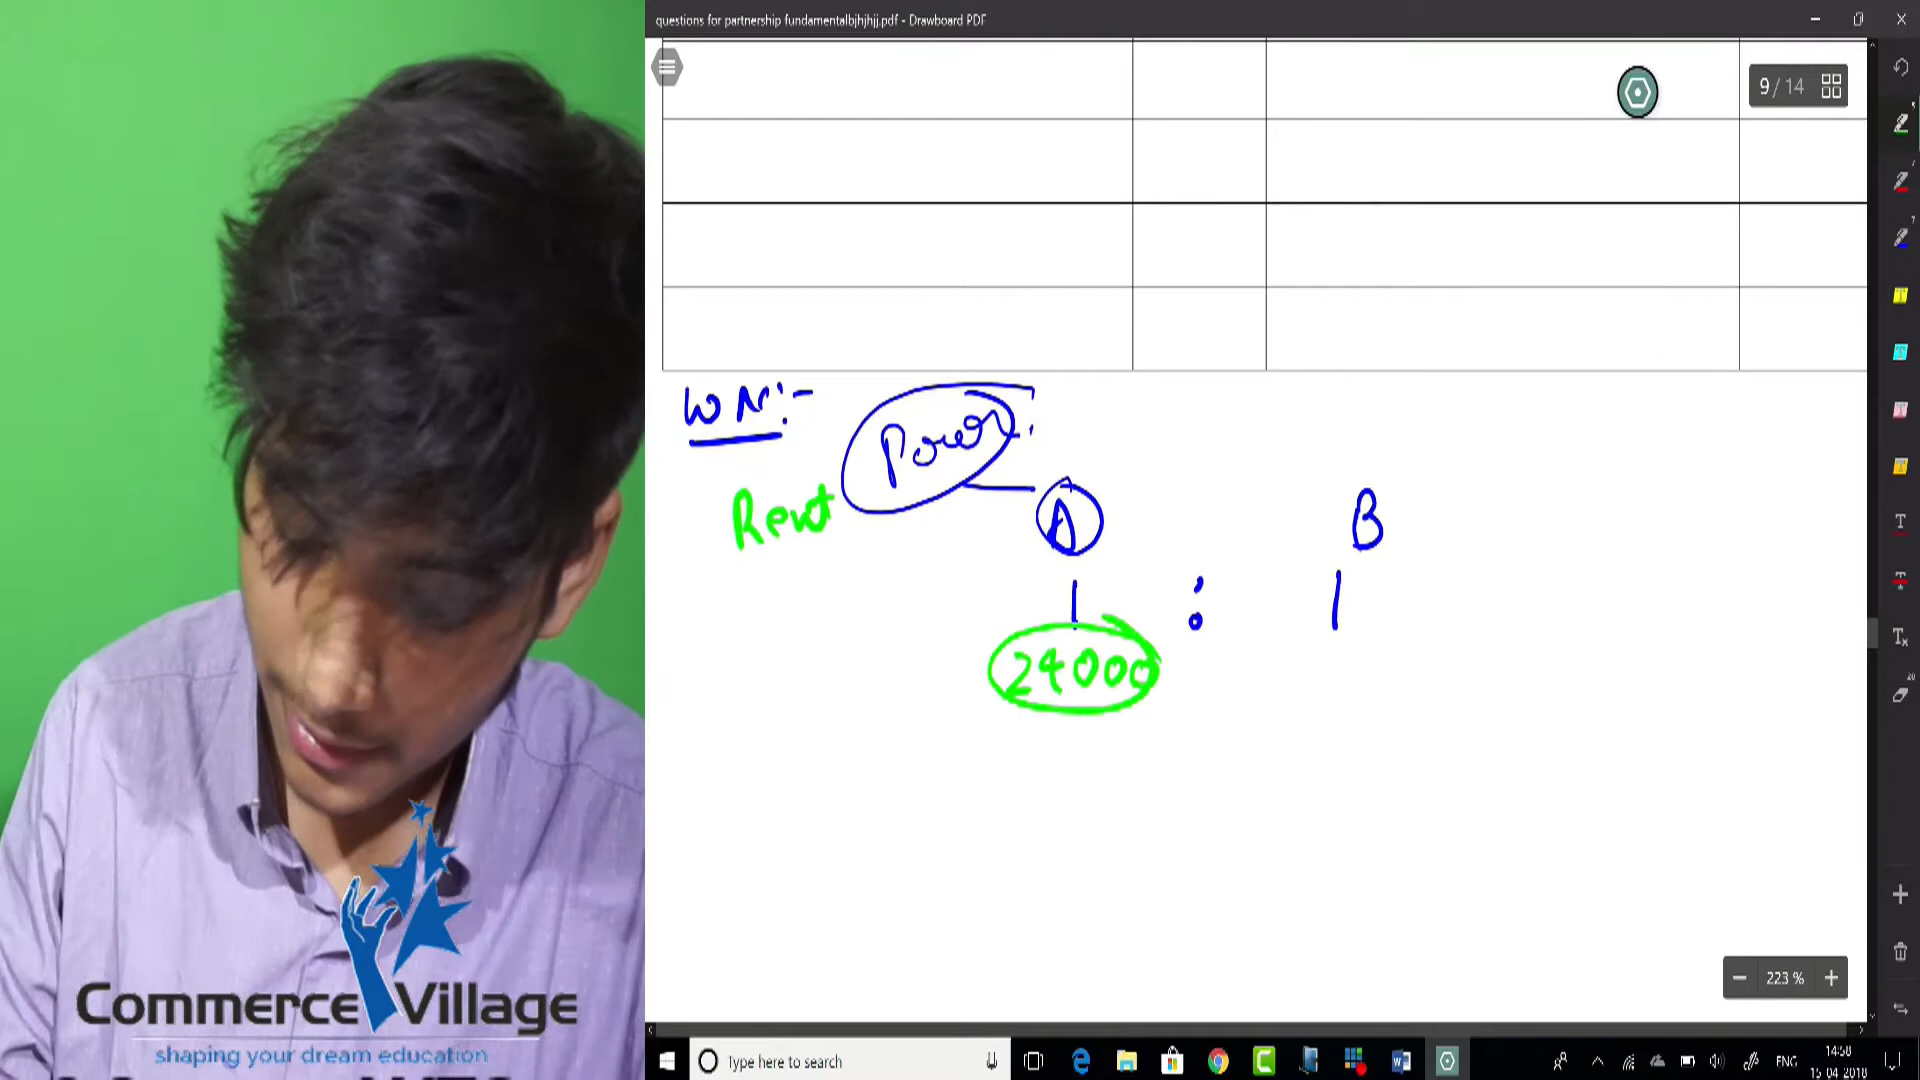 questions for partnership fundamentalbjhjhjj.pdf - Drawboard PDF
9 / 14
WN:-
Power
Rent
A B
1 : 1
24000
Commerce Village
shaping your dream education
223 %
Type here to search
ENG
14:58
15-04-2018